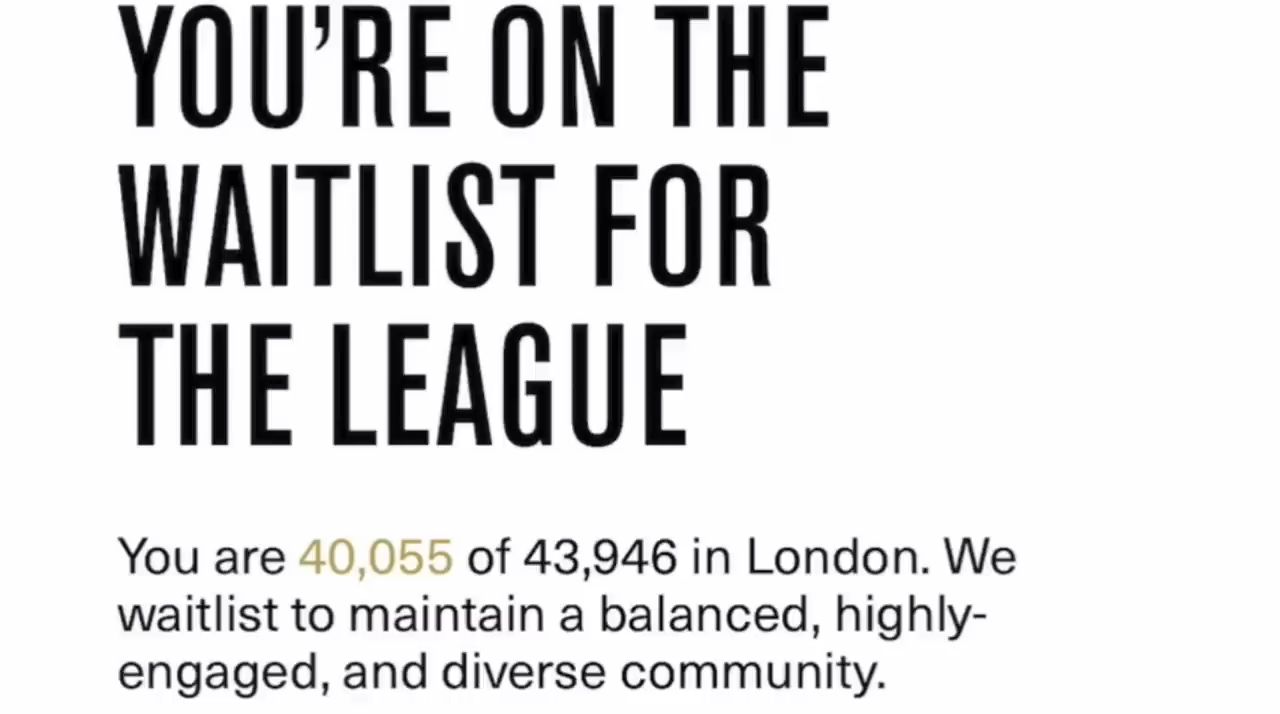 YOU’RE ON THE
WAITLIST FOR
THE LEAGUE
You are 40,055 of 43,946 in London. We
waitlist to maintain a balanced, highly-
engaged, and diverse community.